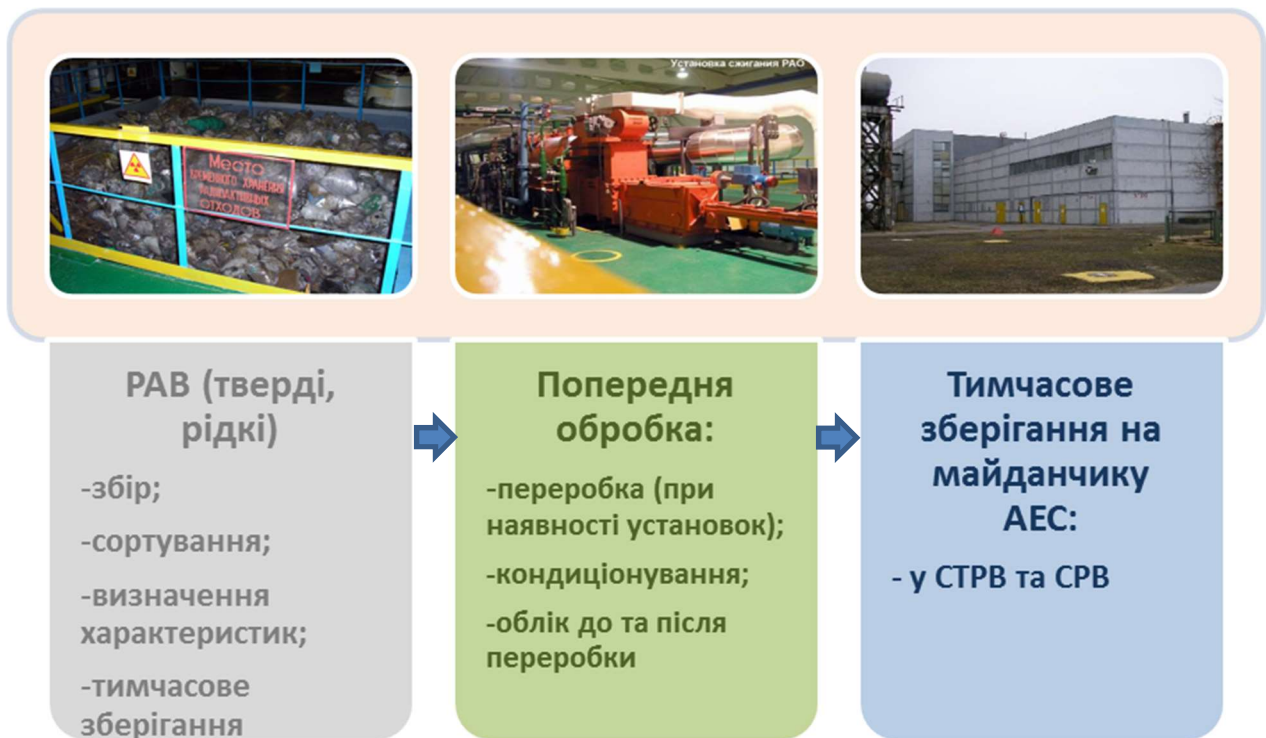 Установка сжигания РАО
Место
временного хранения
радиоактивных
отходов
РАВ (тверді,
рідкі)
-збір;
-сортування;
-визначення
характеристик;
-тимчасове
зберігання
Попередня
обробка:
-переробка (при
наявності установок);
-кондиціонування;
-облік до та після
переробки
Тимчасове
зберігання на
майданчику
АЕС:
- у СТРВ та СРВ